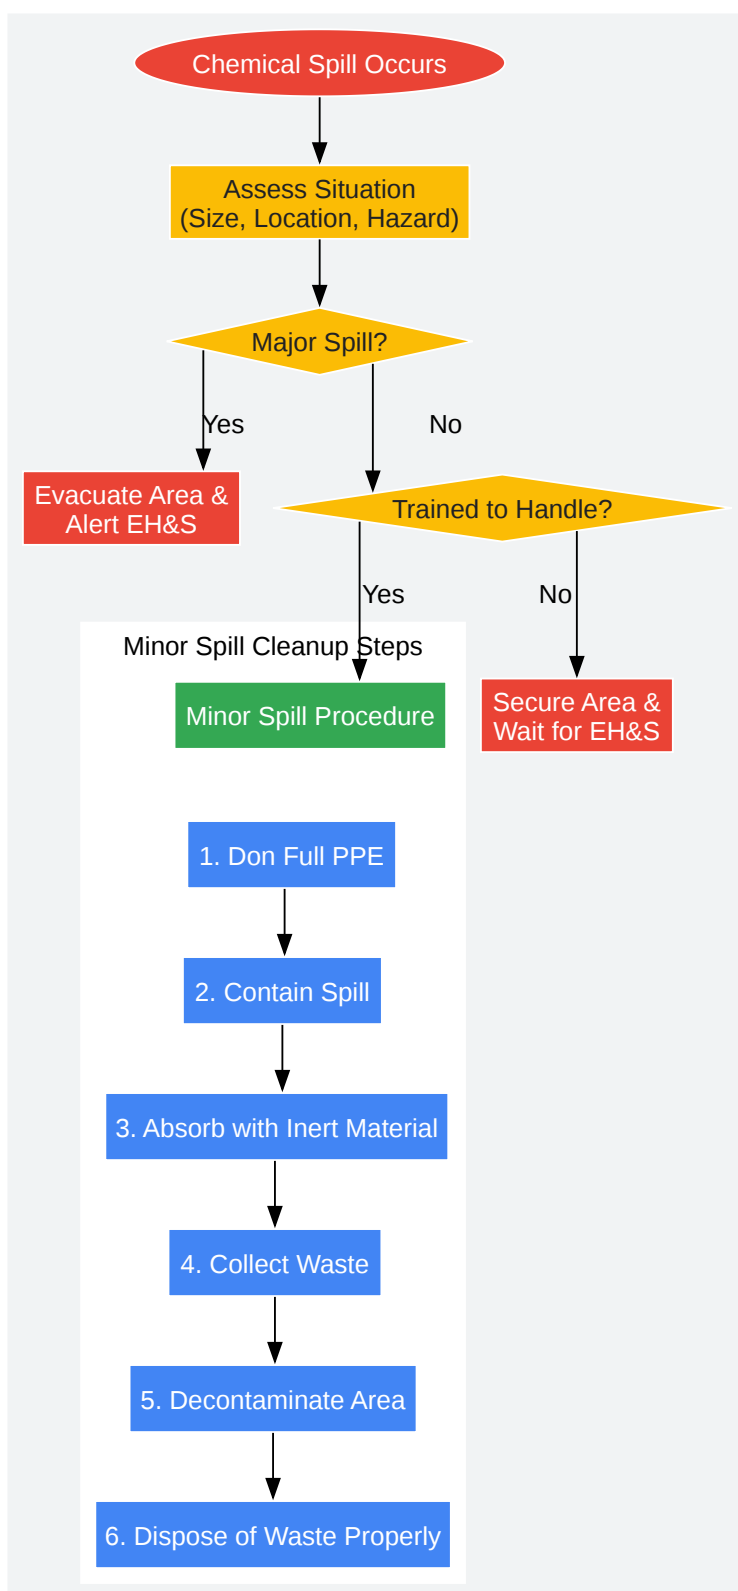 Chemical Spill Occurs
Assess Situation
(Size, Location, Hazard)
Major Spill?
Yes
No
Evacuate Area &
Alert EH&S
Trained to Handle?
Yes
No
Minor Spill Cleanup Steps
Minor Spill Procedure
Secure Area &
Wait for EH&S
1. Don Full PPE
2. Contain Spill
3. Absorb with Inert Material
4. Collect Waste
5. Decontaminate Area
6. Dispose of Waste Properly